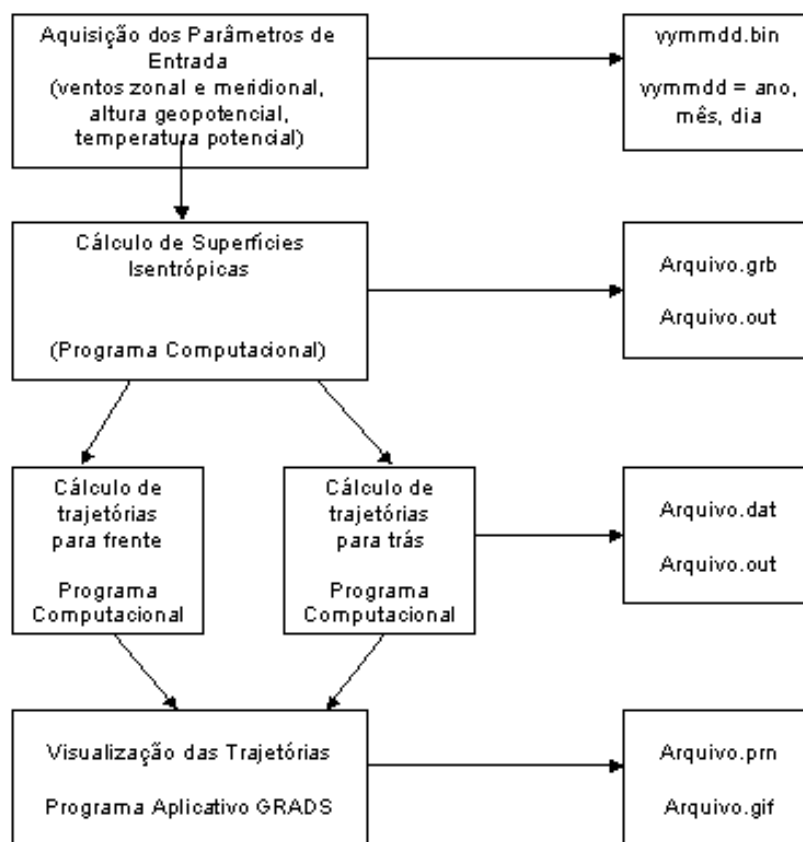 Aquisição dos Parâmetros de
Entrada
(ventos zonal e meridional,
altura geopotencial,
temperatura potencial)
yymmdd.bin
yymmdd = ano,
mês, dia
Cálculo de Superfícies
Isentrópicas
(Programa Computacional)
Arquivo.grb
Arquivo.out
Cálculo de
trajetórias
para frente
Programa
Computacional
Cálculo de
trajetórias
para trás
Programa
Computacional
Arquivo.dat
Arquivo.out
Visualização das Trajetórias
Programa Aplicativo GRADS
Arquivo.prn
Arquivo.gif